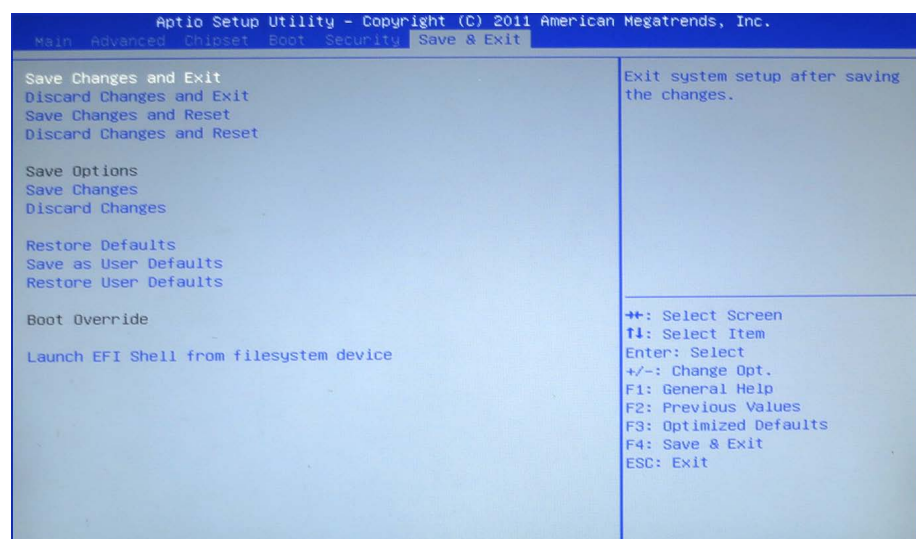 Aptio Setup Utility - Copyright (C) 2011 American Megatrends, Inc.
Main Advanced Chipset Boot Security Save & Exit
Save Changes and Exit
Discard Changes and Exit
Save Changes and Reset
Discard Changes and Reset
Save Options
Save Changes
Discard Changes
Restore Defaults
Save as User Defaults
Restore User Defaults
Boot Override
Launch EFI Shell from filesystem device
Exit system setup after saving
the changes.
→←: Select Screen
↑↓: Select Item
Enter: Select
+/-: Change Opt.
F1: General Help
F2: Previous Values
F3: Optimized Defaults
F4: Save & Exit
ESC: Exit